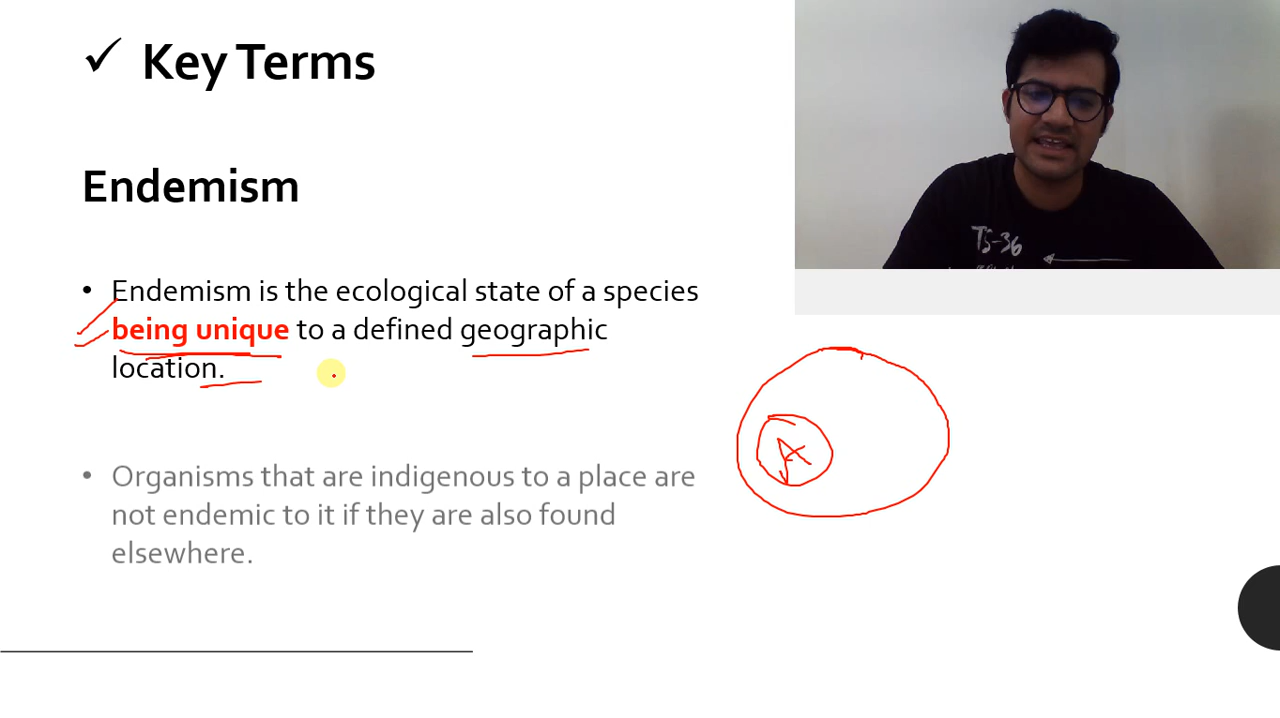 ✓ Key Terms
Endemism
• Endemism is the ecological state of a species
being unique to a defined geographic
location.
• Organisms that are indigenous to a place are
not endemic to it if they are also found
elsewhere.
TS-36
A